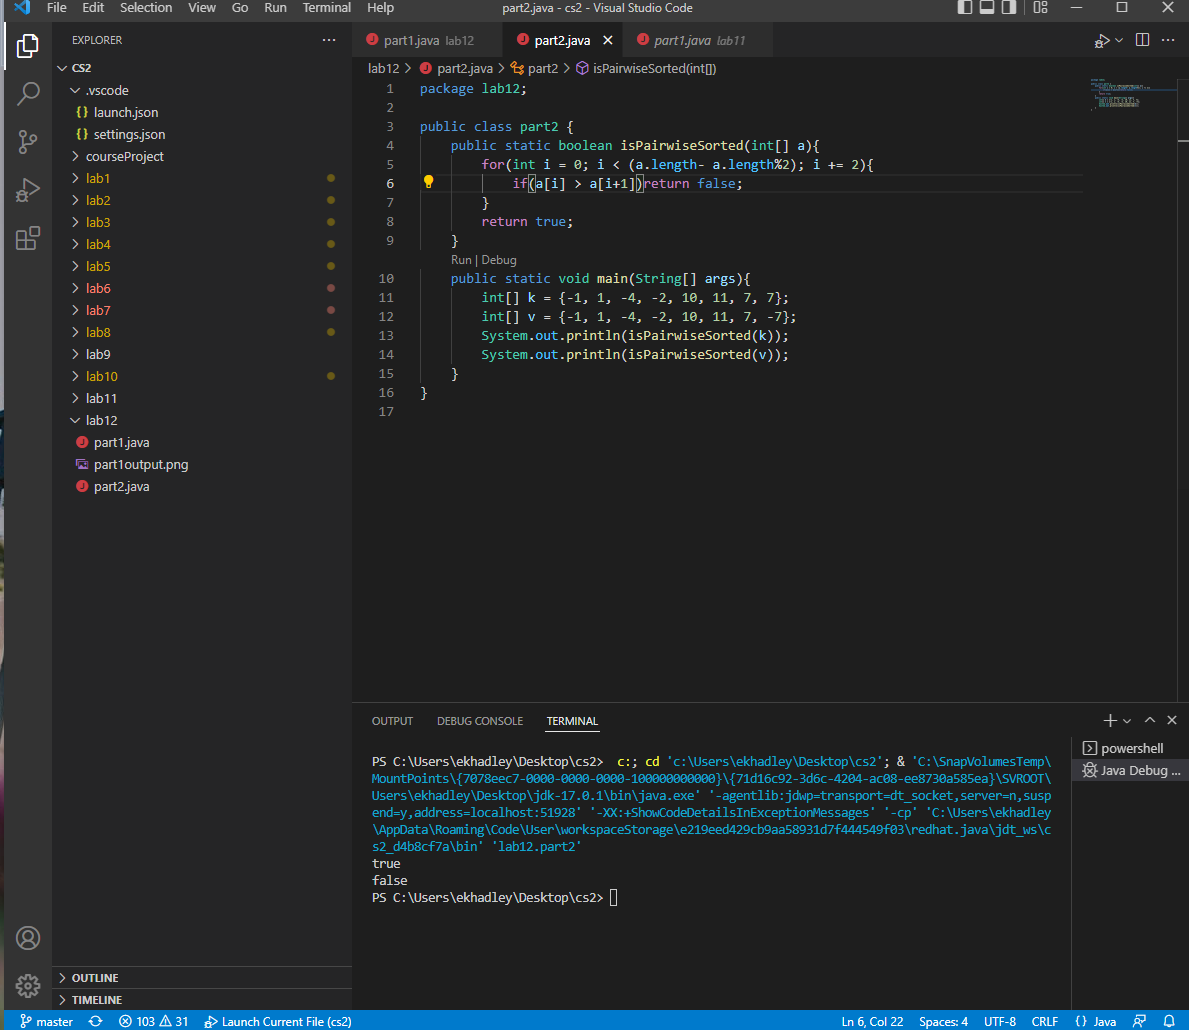 File Edit Selection View Go Run Terminal Help part2.java - cs2 - Visual Studio Code
EXPLORER
CS2
.vscode
launch.json
settings.json
courseProject
lab1
lab2
lab3
lab4
lab5
lab6
lab7
lab8
lab9
lab10
lab11
lab12
part1.java
part1output.png
part2.java
OUTLINE
TIMELINE
part1.java lab12 part2.java part1.java lab11
lab12 > part2.java > part2 > isPairwiseSorted(int[])
1 package lab12;
2
3 public class part2 {
4     public static boolean isPairwiseSorted(int[] a){
5         for(int i = 0; i < (a.length- a.length%2); i += 2){
6             if(a[i] > a[i+1])return false;
7         }
8         return true;
9     }
Run | Debug
10     public static void main(String[] args){
11         int[] k = {-1, 1, -4, -2, 10, 11, 7, 7};
12         int[] v = {-1, 1, -4, -2, 10, 11, 7, -7};
13         System.out.println(isPairwiseSorted(k));
14         System.out.println(isPairwiseSorted(v));
15     }
16 }
17
OUTPUT DEBUG CONSOLE TERMINAL
powershell
Java Debug ...
PS C:\Users\ekhadley\Desktop\cs2>  c:; cd 'c:\Users\ekhadley\Desktop\cs2'; & 'C:\SnapVolumesTemp\
MountPoints\{7078eec7-0000-0000-0000-100000000000}\{71d16c92-3d6c-4204-ac08-ee8730a585ea}\SVROOT\
Users\ekhadley\Desktop\jdk-17.0.1\bin\java.exe' '-agentlib:jdwp=transport=dt_socket,server=n,susp
end=y,address=localhost:51928' '-XX:+ShowCodeDetailsInExceptionMessages' '-cp' 'C:\Users\ekhadley
\AppData\Roaming\Code\User\workspaceStorage\e219eed429cb9aa58931d7f444549f03\redhat.java\jdt_ws\c
s2_d4b8cf7a\bin' 'lab12.part2'
true
false
PS C:\Users\ekhadley\Desktop\cs2>
master 103 31 Launch Current File (cs2) Ln 6, Col 22 Spaces: 4 UTF-8 CRLF {} Java